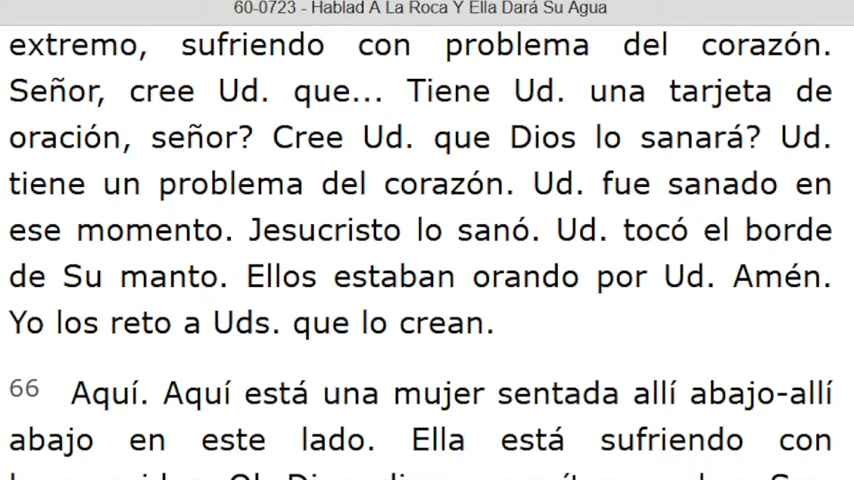 60-0723 - Hablad A La Roca Y Ella Dará Su Agua
extremo, sufriendo con problema del corazón.
Señor, cree Ud. que... Tiene Ud. una tarjeta de
oración, señor? Cree Ud. que Dios lo sanará? Ud.
tiene un problema del corazón. Ud. fue sanado en
ese momento. Jesucristo lo sanó. Ud. tocó el borde
de Su manto. Ellos estaban orando por Ud. Amén.
Yo los reto a Uds. que lo crean.
66 Aquí. Aquí está una mujer sentada allí abajo-allí
abajo en este lado. Ella está sufriendo con